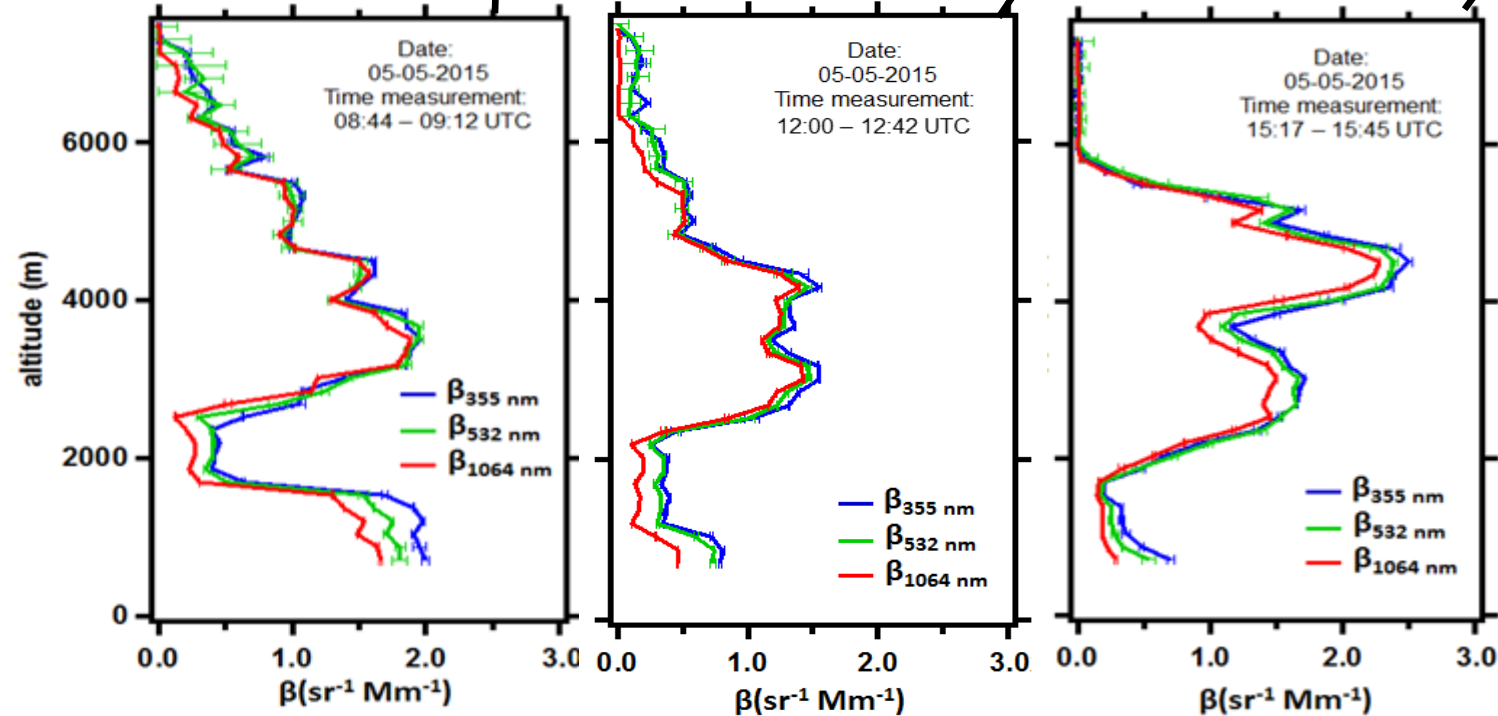 Date:
05-05-2015
Time measurement:
08:44 – 09:12 UTC
altitude (m)
6000
4000
2000
0
β355 nm
β532 nm
β1064 nm
0.0 1.0 2.0 3.0
β(sr⁻¹ Mm⁻¹)
Date:
05-05-2015
Time measurement:
12:00 – 12:42 UTC
β355 nm
β532 nm
β1064 nm
0.0 1.0 2.0 3.0
β(sr⁻¹ Mm⁻¹)
Date:
05-05-2015
Time measurement:
15:17 – 15:45 UTC
β355 nm
β532 nm
β1064 nm
0.0 1.0 2.0 3.0
β(sr⁻¹ Mm⁻¹)